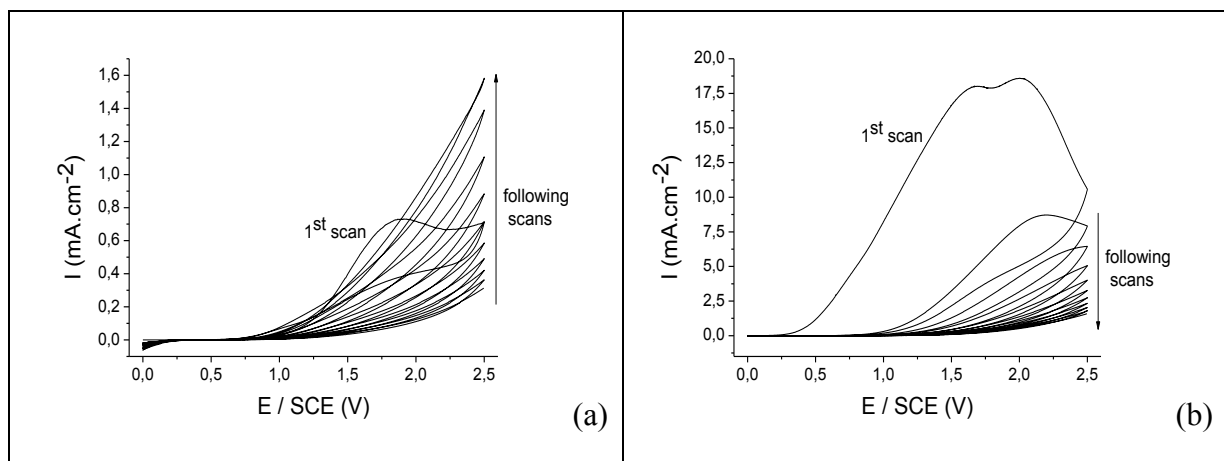 1,6
1,4
1,2
1,0
0,8
0,6
0,4
0,2
0,0
I (mA.cm-2)
1st scan
following
scans
0,0 0,5 1,0 1,5 2,0 2,5
E / SCE (V)
(a)
20,0
17,5
15,0
12,5
10,0
7,5
5,0
2,5
0,0
I (mA.cm-2)
1st scan
following
scans
0,0 0,5 1,0 1,5 2,0 2,5
E / SCE (V)
(b)